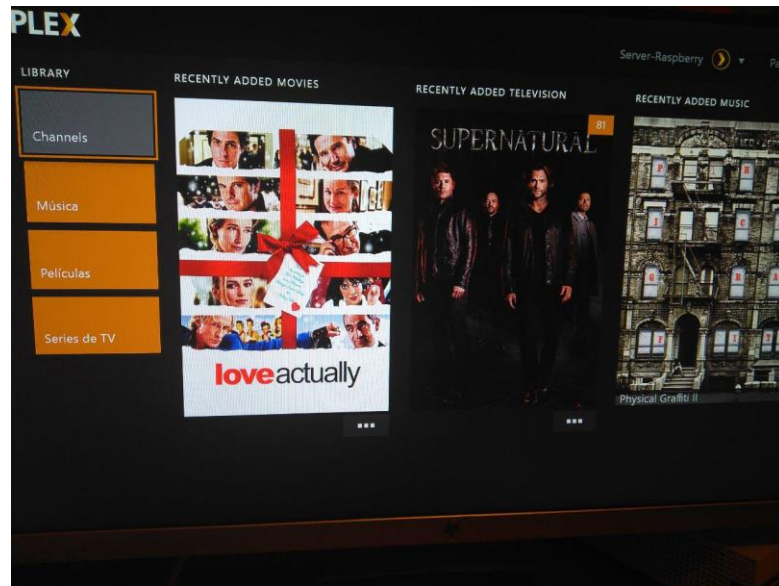 PLEX
Server-Raspberry
Pa
LIBRARY
Channels
Música
Películas
Series de TV
RECENTLY ADDED MOVIES
love actually
RECENTLY ADDED TELEVISION
81
SUPERNATURAL
RECENTLY ADDED MUSIC
Physical Graffiti II